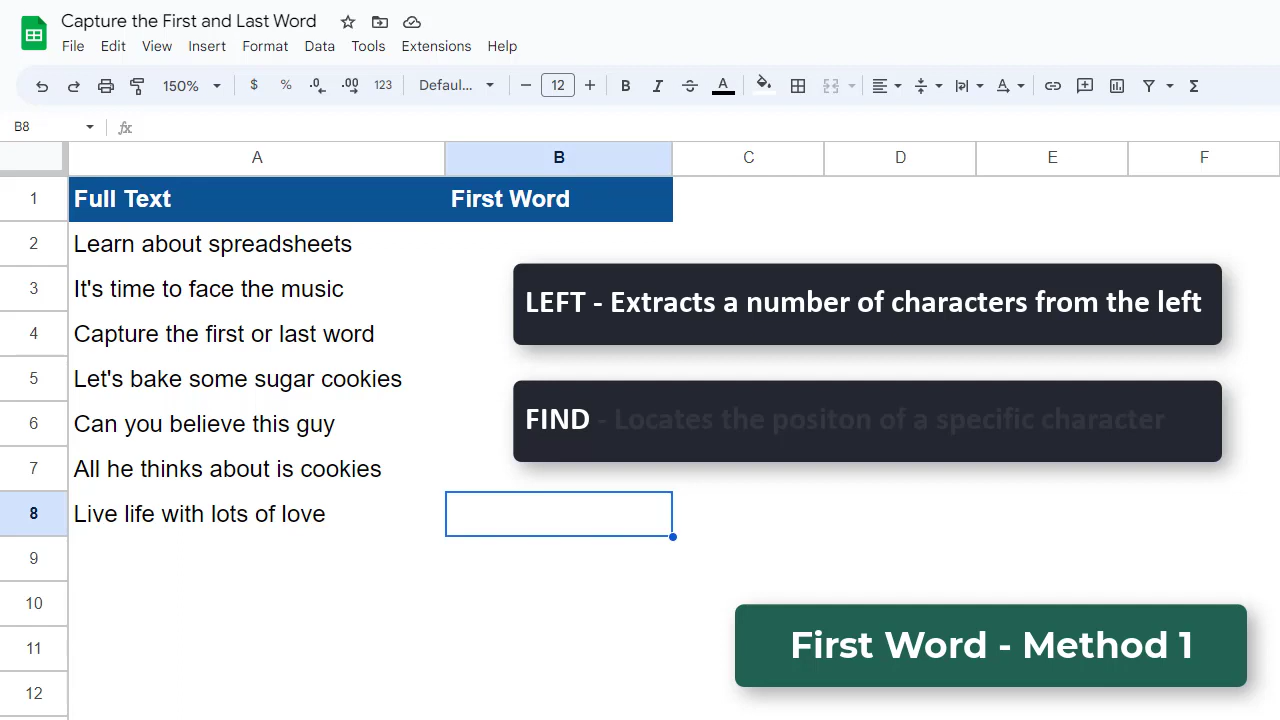 Capture the First and Last Word
File Edit View Insert Format Data Tools Extensions Help
150% $ % .0 .00 123 Defaul... − 12 + B I S A Σ
B8 fx
A B C D E F
1 Full Text First Word
2 Learn about spreadsheets
3 It's time to face the music
LEFT - Extracts a number of characters from the left
4 Capture the first or last word
5 Let's bake some sugar cookies
FIND - Locates the positon of a specific character
6 Can you believe this guy
7 All he thinks about is cookies
8 Live life with lots of love
9
10
11
First Word - Method 1
12